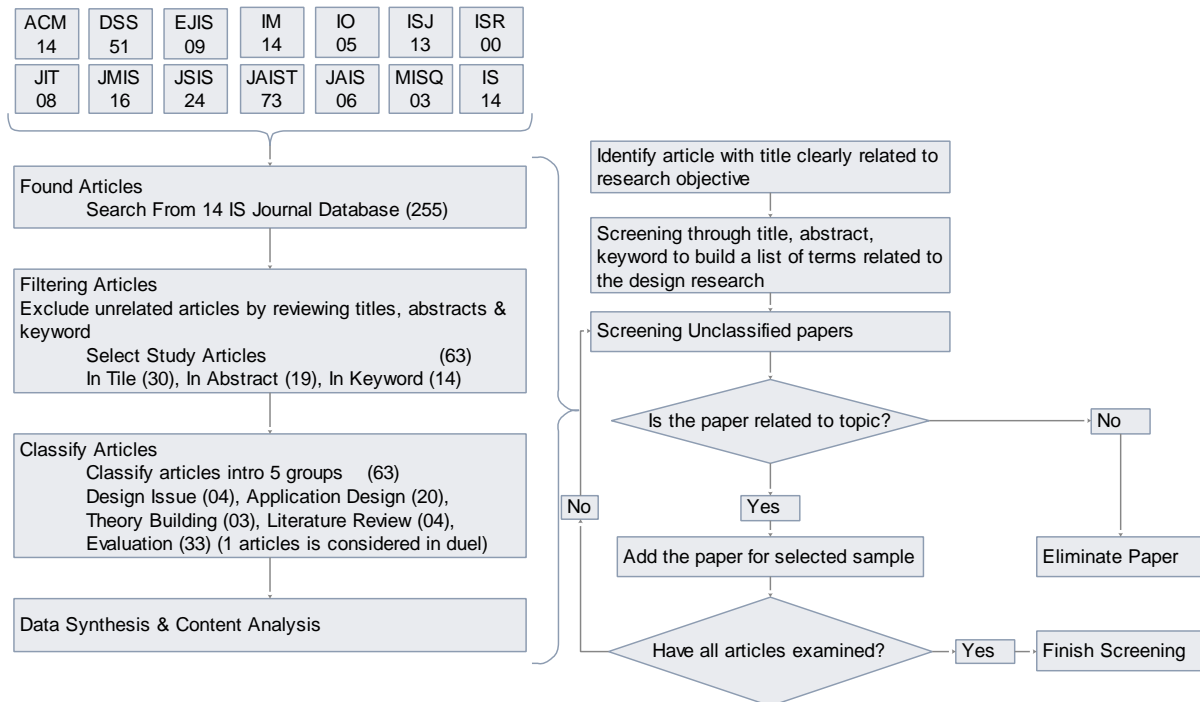 ACM
14
DSS
51
EJIS
09
IM
14
IO
05
ISJ
13
ISR
00
JIT
08
JMIS
16
JSIS
24
JAIST
73
JAIS
06
MISQ
03
IS
14
Found Articles
Search From 14 IS Journal Database (255)
Filtering Articles
Exclude unrelated articles by reviewing titles, abstracts &
keyword
Select Study Articles (63)
In Tile (30), In Abstract (19), In Keyword (14)
Classify Articles
Classify articles intro 5 groups (63)
Design Issue (04), Application Design (20),
Theory Building (03), Literature Review (04),
Evaluation (33) (1 articles is considered in duel)
Data Synthesis & Content Analysis
Identify article with title clearly related to
research objective
Screening through title, abstract,
keyword to build a list of terms related to
the design research
Screening Unclassified papers
Is the paper related to topic?
No
Eliminate Paper
Yes
Add the paper for selected sample
Have all articles examined?
No
Yes
Finish Screening